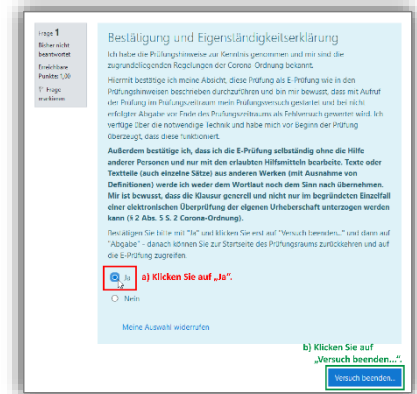 Frage 1
Bisher nicht
beantwortet
Erreichbare
Punkte: 1,00
Frage
markieren
Bestätigung und Eigenständigkeitserklärung
Ich habe die Prüfungshinweise zur Kenntnis genommen und mir sind die
zugrundeliegenden Regelungen der Corona-Ordnung bekannt.
Hiermit bestätige ich meine Absicht, diese Prüfung als E-Prüfung wie in den
Prüfungshinweisen beschrieben durchzuführen und bin mir bewusst, dass mit Aufruf
der Prüfung im Prüfungszeitraum mein Prüfungsversuch gestartet und bei nicht
erfolgter Abgabe vor Ende des Prüfungszeitraums als Fehlversuch gewertet wird. Ich
verfüge über die notwendige Technik und habe mich vor Beginn der Prüfung
überzeugt, dass diese funktioniert.
Außerdem bestätige ich, dass ich die E-Prüfung selbständig ohne die Hilfe
anderer Personen und nur mit den erlaubten Hilfsmitteln bearbeite. Texte oder
Textteile (auch einzelne Sätze) aus anderen Werken (mit Ausnahme von
Definitionen) werde ich weder dem Wortlaut noch dem Sinn nach übernehmen.
Mir ist bewusst, dass die Klausur generell und nicht nur im begründeten Einzelfall
einer elektronischen Überprüfung der eigenen Urheberschaft unterzogen werden
kann (§ 2 Abs. 5 S. 2 Corona-Ordnung).
Bestätigen Sie bitte mit "Ja" und klicken Sie erst auf "Versuch beenden..." und dann auf
"Abgabe" - danach können Sie zur Startseite des Prüfungsraums zurückkehren und auf
die E-Prüfung zugreifen.
Ja a) Klicken Sie auf „Ja“.
Nein
Meine Auswahl widerrufen
b) Klicken Sie auf
„Versuch beenden...“.
Versuch beenden...